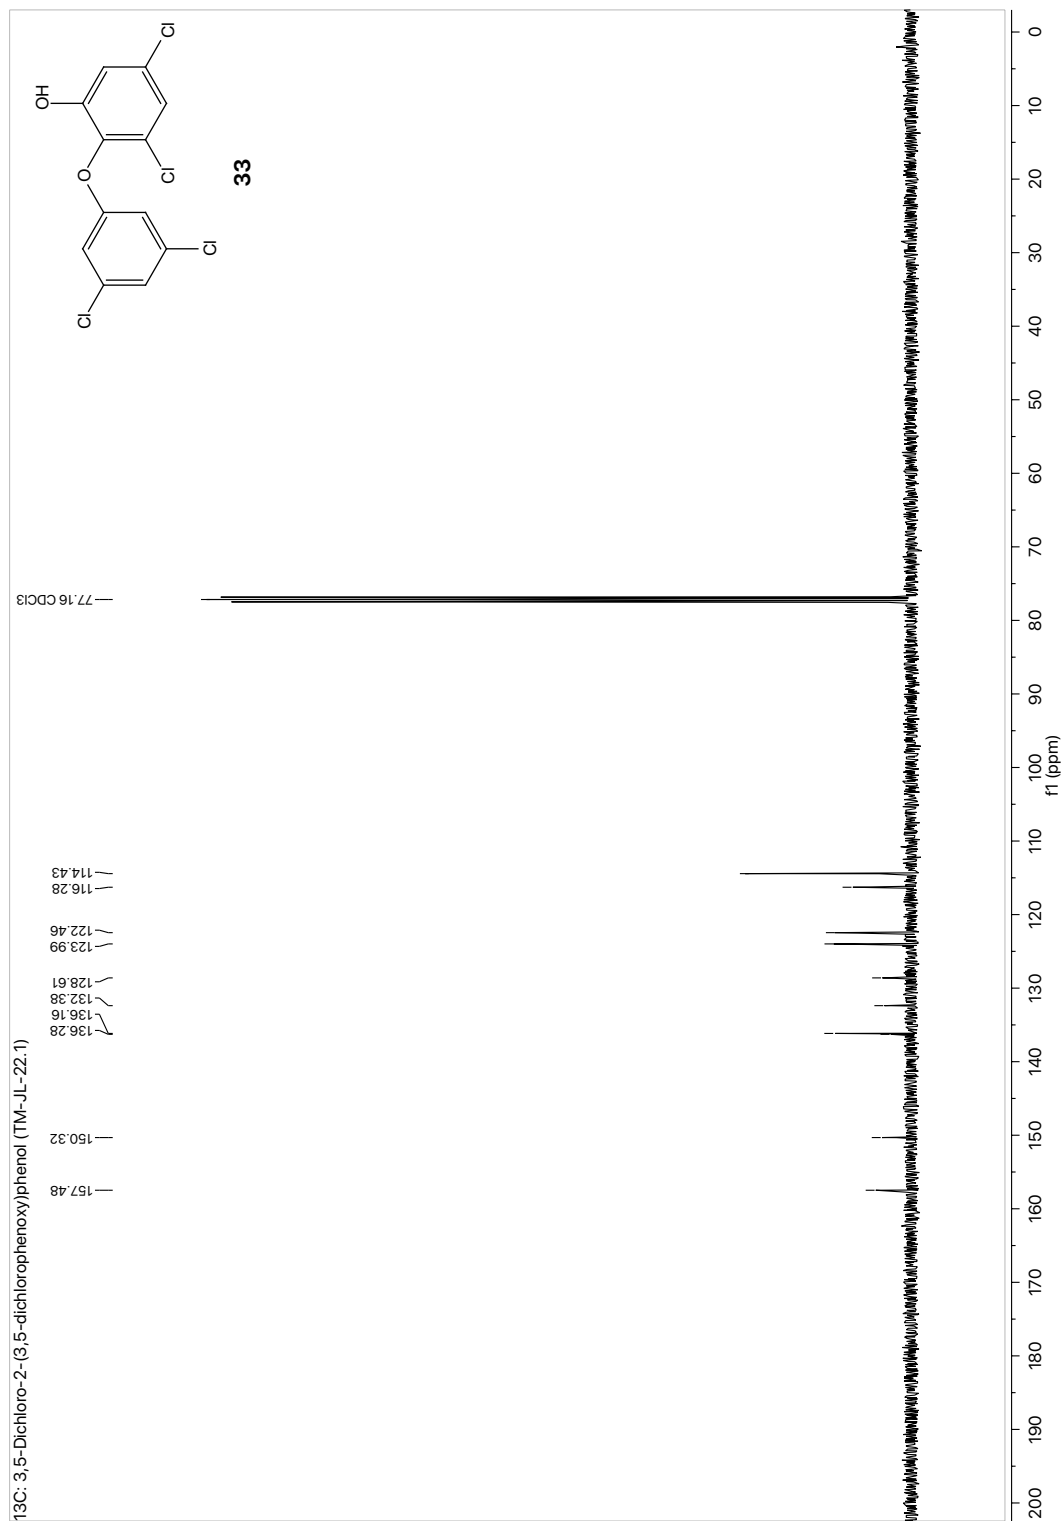 13C: 3,5-Dichloro-2-(3,5-dichlorophenoxy)phenol (TM-JL-22.1)
157.48
150.32
136.28
136.16
132.38
128.61
123.99
122.46
116.28
114.43
77.16 CDCl3
OH
Cl
O
Cl
Cl
Cl
33
200 190 180 170 160 150 140 130 120 110 100 90 80 70 60 50 40 30 20 10 0
f1 (ppm)